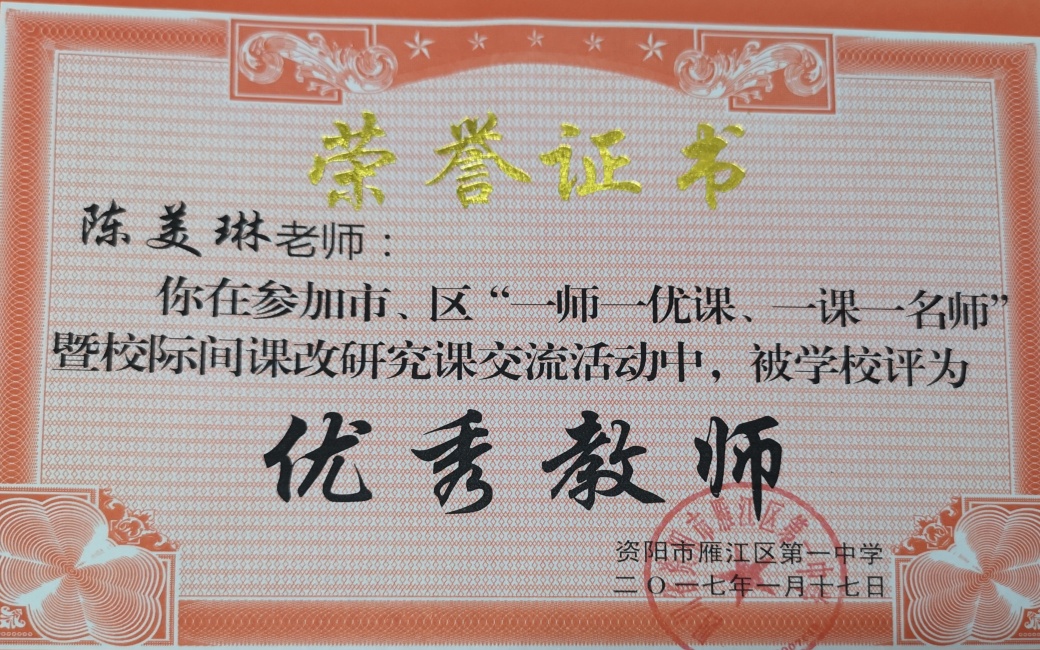 荣誉证书
陈美琳老师：
你在参加市、区“一师一优课、一课一名师”
暨校际间课改研究课交流活动中，被学校评为
优秀教师
资阳市雁江区第一中学
二〇一七年一月十七日